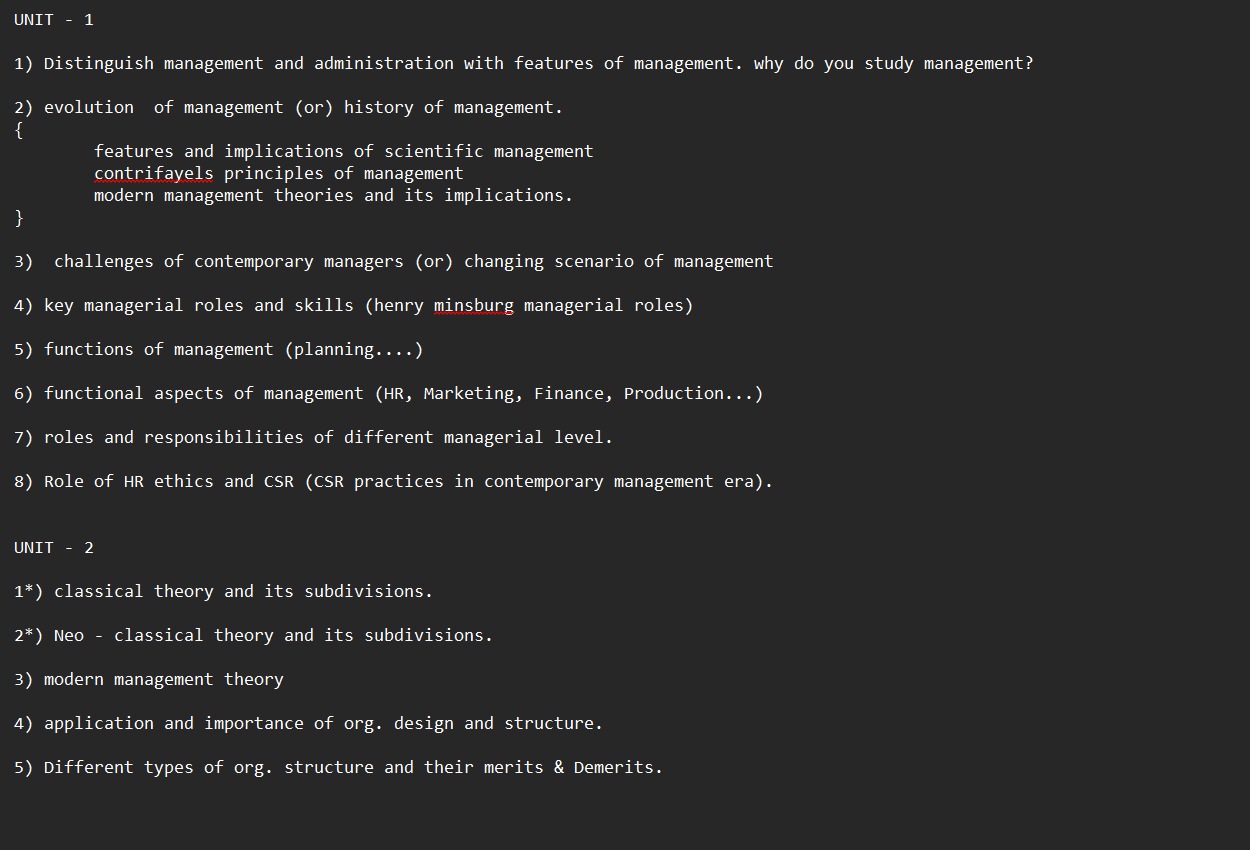 UNIT - 1
1) Distinguish management and administration with features of management. why do you study management?
2) evolution  of management (or) history of management.
{
features and implications of scientific management
contrifayels principles of management
modern management theories and its implications.
}
3)  challenges of contemporary managers (or) changing scenario of management
4) key managerial roles and skills (henry minsburg managerial roles)
5) functions of management (planning....)
6) functional aspects of management (HR, Marketing, Finance, Production...)
7) roles and responsibilities of different managerial level.
8) Role of HR ethics and CSR (CSR practices in contemporary management era).
UNIT - 2
1*) classical theory and its subdivisions.
2*) Neo - classical theory and its subdivisions.
3) modern management theory
4) application and importance of org. design and structure.
5) Different types of org. structure and their merits & Demerits.